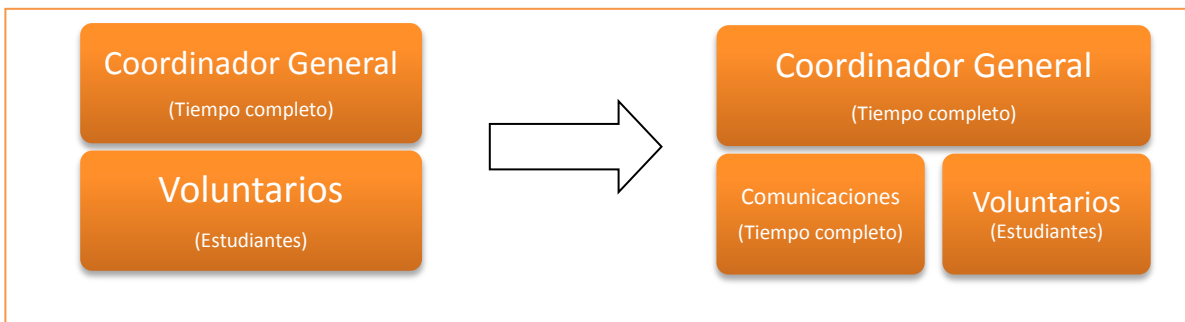 Coordinador General
(Tiempo completo)
Voluntarios
(Estudiantes)
Coordinador General
(Tiempo completo)
Comunicaciones
(Tiempo completo)
Voluntarios
(Estudiantes)